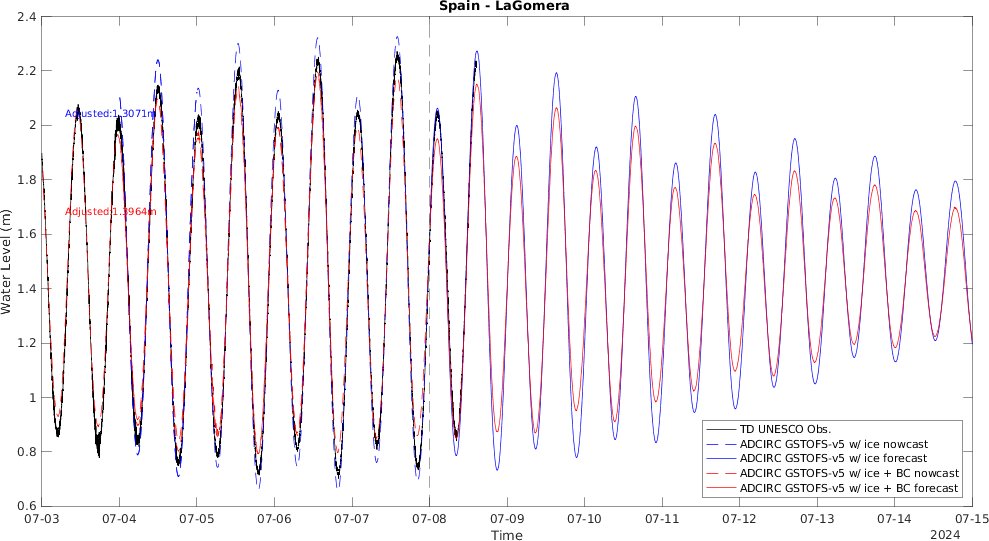 Spain - LaGomera
2.4
2.2
2
1.8
1.6
1.4
1.2
1
0.8
0.6
Water Level (m)
Adjusted:1.3071m
Adjusted:1.3964m
TD UNESCO Obs.
ADCIRC GSTOFS-v5 w/ ice nowcast
ADCIRC GSTOFS-v5 w/ ice forecast
ADCIRC GSTOFS-v5 w/ ice + BC nowcast
ADCIRC GSTOFS-v5 w/ ice + BC forecast
07-03 07-04 07-05 07-06 07-07 07-08 07-09 07-10 07-11 07-12 07-13 07-14 07-15
Time
2024